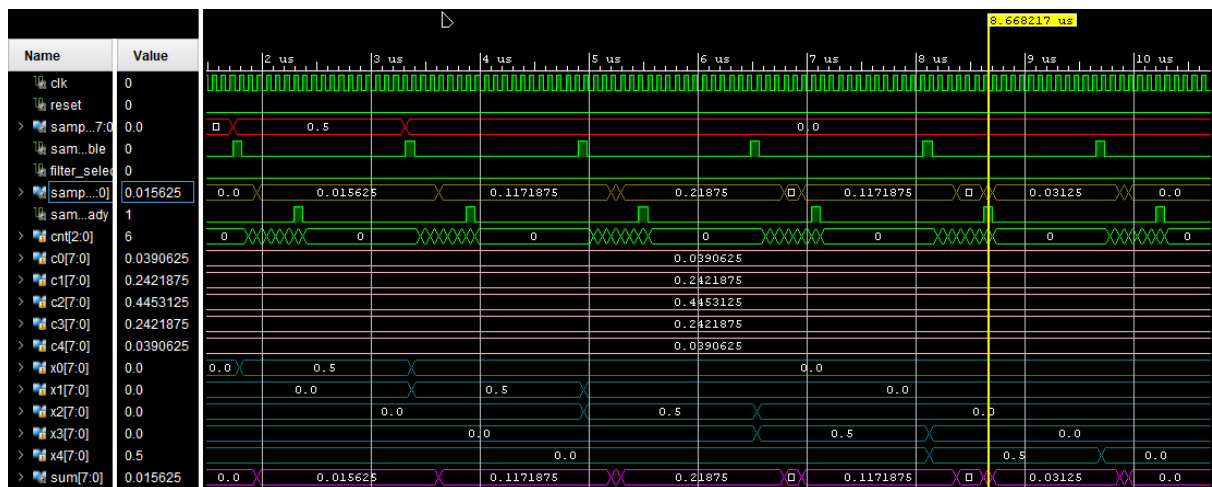 8.668217 us
Name Value 2 us 3 us 4 us 5 us 6 us 7 us 8 us 9 us 10 us
clk 0
reset 0
samp...7:0 0.0 0.5 0.0
sam...ble 0
filter_selec 0
samp....:0] 0.015625 0.0 0.015625 0.1171875 0.21875 0.1171875 0.03125 0.0
sam...ady 1
cnt[2:0] 6 0 0 0 0 0 0 0
c0[7:0] 0.0390625 0.0390625
c1[7:0] 0.2421875 0.2421875
c2[7:0] 0.4453125 0.4453125
c3[7:0] 0.2421875 0.2421875
c4[7:0] 0.0390625 0.0390625
x0[7:0] 0.0 0.0 0.5 0.0
x1[7:0] 0.0 0.0 0.5 0.0
x2[7:0] 0.0 0.0 0.5 0.0
x3[7:0] 0.0 0.0 0.5 0.0
x4[7:0] 0.5 0.0 0.5 0.0
sum[7:0] 0.015625 0.0 0.015625 0.1171875 0.21875 0.1171875 0.03125 0.0